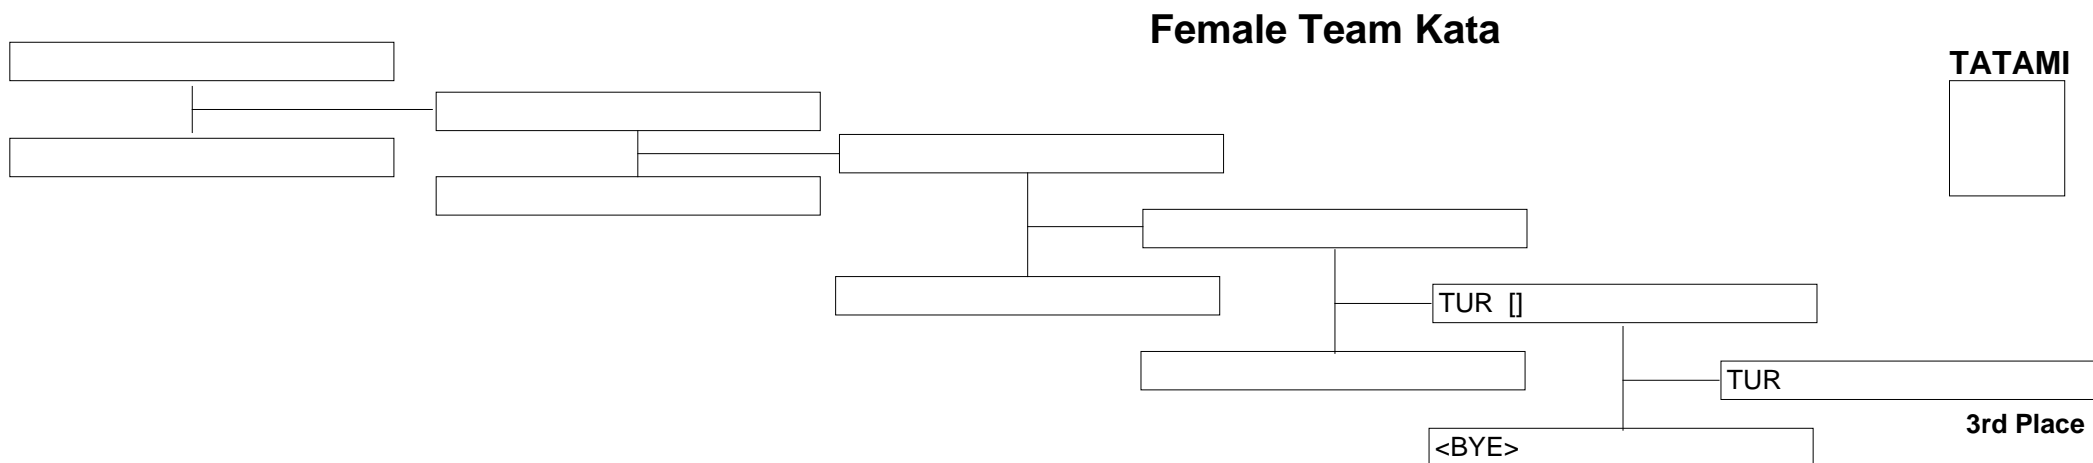 Female Team Kata
TATAMI
TUR []
TUR
3rd Place
<BYE>